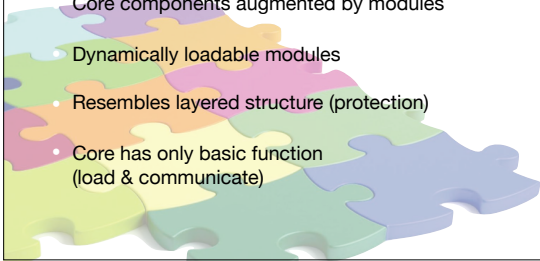 Core components augmented by modules
• Dynamically loadable modules
• Resembles layered structure (protection)
• Core has only basic function
(load & communicate)